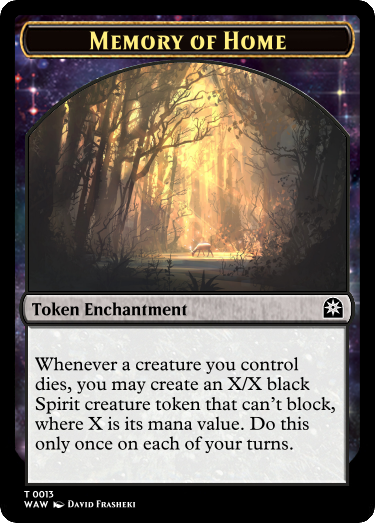 Memory of Home
Token Enchantment
Whenever a creature you control
dies, you may create an X/X black
Spirit creature token that can't block,
where X is its mana value. Do this
only once on each of your turns.
T 0013
WAW David Frasheki